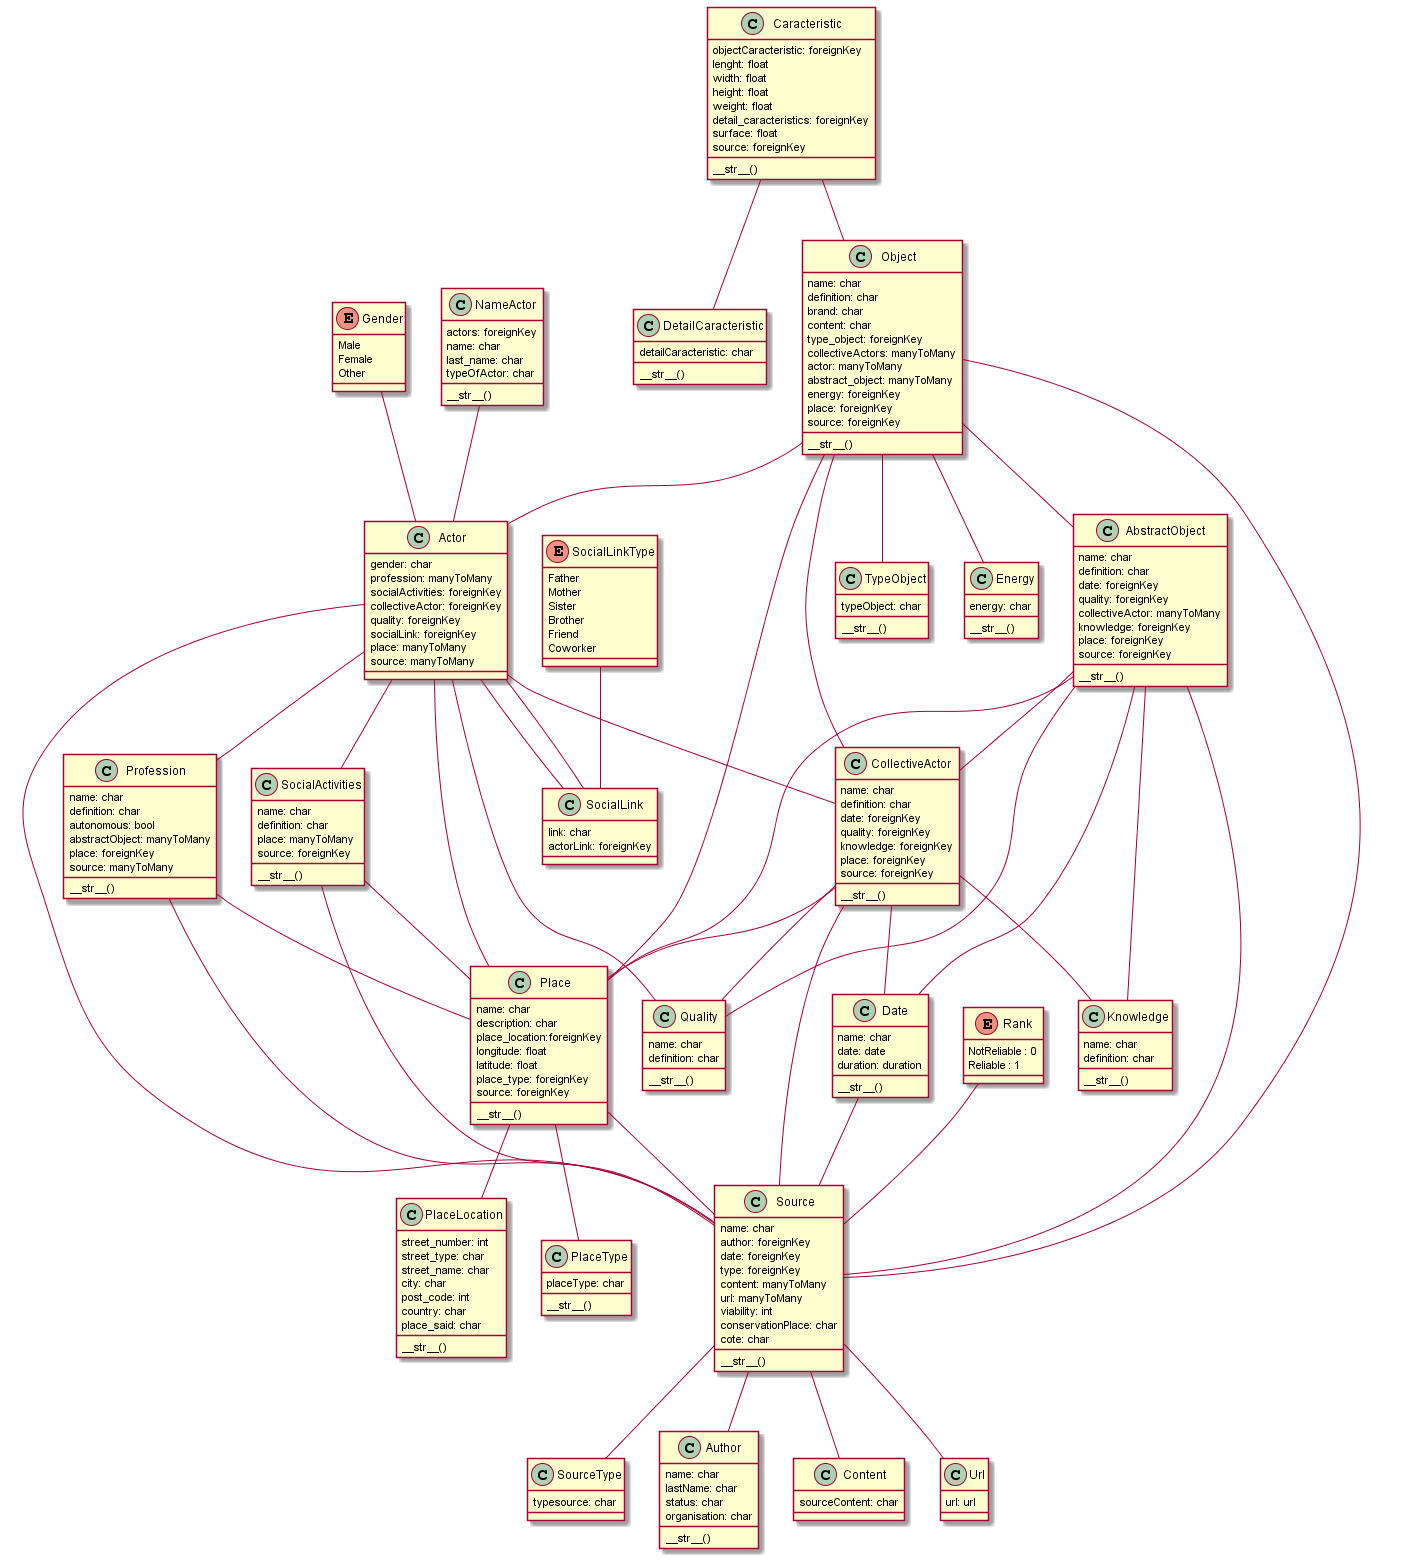 C Caracteristic
objectCaracteristic: foreignKey
lenght: float
width: float
height: float
weight: float
detail_caracteristics: foreignKey
surface: float
source: foreignKey
__str__()
C Object
name: char
definition: char
brand: char
content: char
type_object: foreignKey
collectiveActors: manyToMany
actor: manyToMany
abstract_object: manyToMany
energy: foreignKey
place: foreignKey
source: foreignKey
__str__()
E Gender
Male
Female
Other
C NameActor
actors: foreignKey
name: char
last_name: char
typeOfActor: char
__str__()
C DetailCaracteristic
detailCaracteristic: char
__str__()
C Actor
gender: char
profession: manyToMany
socialActivities: foreignKey
collectiveActor: foreignKey
quality: foreignKey
socialLink: foreignKey
place: manyToMany
source: manyToMany
E SocialLinkType
Father
Mother
Sister
Brother
Friend
Coworker
C TypeObject
typeObject: char
__str__()
C Energy
energy: char
__str__()
C AbstractObject
name: char
definition: char
date: foreignKey
quality: foreignKey
collectiveActor: manyToMany
knowledge: foreignKey
place: foreignKey
source: foreignKey
__str__()
C Profession
name: char
definition: char
autonomous: bool
abstractObject: manyToMany
place: foreignKey
source: manyToMany
__str__()
C SocialActivities
name: char
definition: char
place: manyToMany
source: foreignKey
__str__()
C SocialLink
link: char
actorLink: foreignKey
C CollectiveActor
name: char
definition: char
date: foreignKey
quality: foreignKey
knowledge: foreignKey
place: foreignKey
source: foreignKey
__str__()
C Place
name: char
description: char
place_location:foreignKey
longitude: float
latitude: float
place_type: foreignKey
source: foreignKey
__str__()
C Quality
name: char
definition: char
__str__()
C Date
name: char
date: date
duration: duration
__str__()
E Rank
NotReliable : 0
Reliable : 1
C Knowledge
name: char
definition: char
__str__()
C PlaceLocation
street_number: int
street_type: char
street_name: char
city: char
post_code: int
country: char
place_said: char
__str__()
C PlaceType
placeType: char
__str__()
C Source
name: char
author: foreignKey
date: foreignKey
type: foreignKey
content: manyToMany
url: manyToMany
viability: int
conservationPlace: char
cote: char
__str__()
C SourceType
typesource: char
C Author
name: char
lastName: char
status: char
organisation: char
__str__()
C Content
sourceContent: char
C Url
url: url